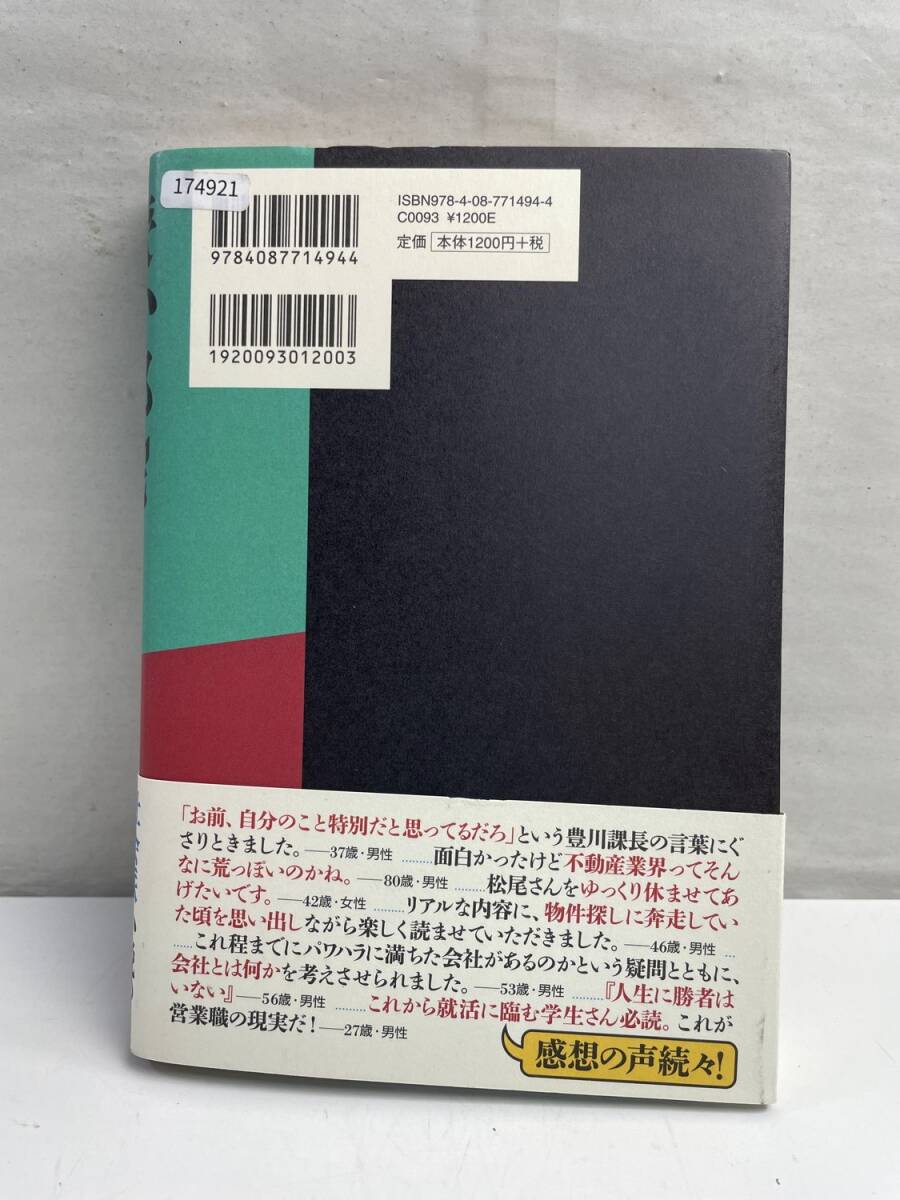 174921
ISBN978-4-08-771494-4
C0093 ¥1200E
定価 本体1200円+税
9784087714944
1920093012003
「お前、自分のこと特別だと思ってるだろ」という豊川課長の言葉にぐ
さりときました。――37歳・男性 ………面白かったけど不動産業界ってそん
なに荒っぽいのかね。――80歳・男性 ………松尾さんをゆっくり休ませてあ
げたいです。――42歳・女性 ………リアルな内容に、物件探しに奔走してい
た頃を思い出しながら楽しく読ませていただきました。――46歳・男性 ……
……これ程までにパワハラに満ちた会社があるのかという疑問とともに、
会社とは何かを考えさせられました。――53歳・男性 ………『人生に勝者は
いない』――56歳・男性 ………これから就活に臨む学生さん必読。これが
営業職の現実だ!――27歳・男性
感想の声続々!